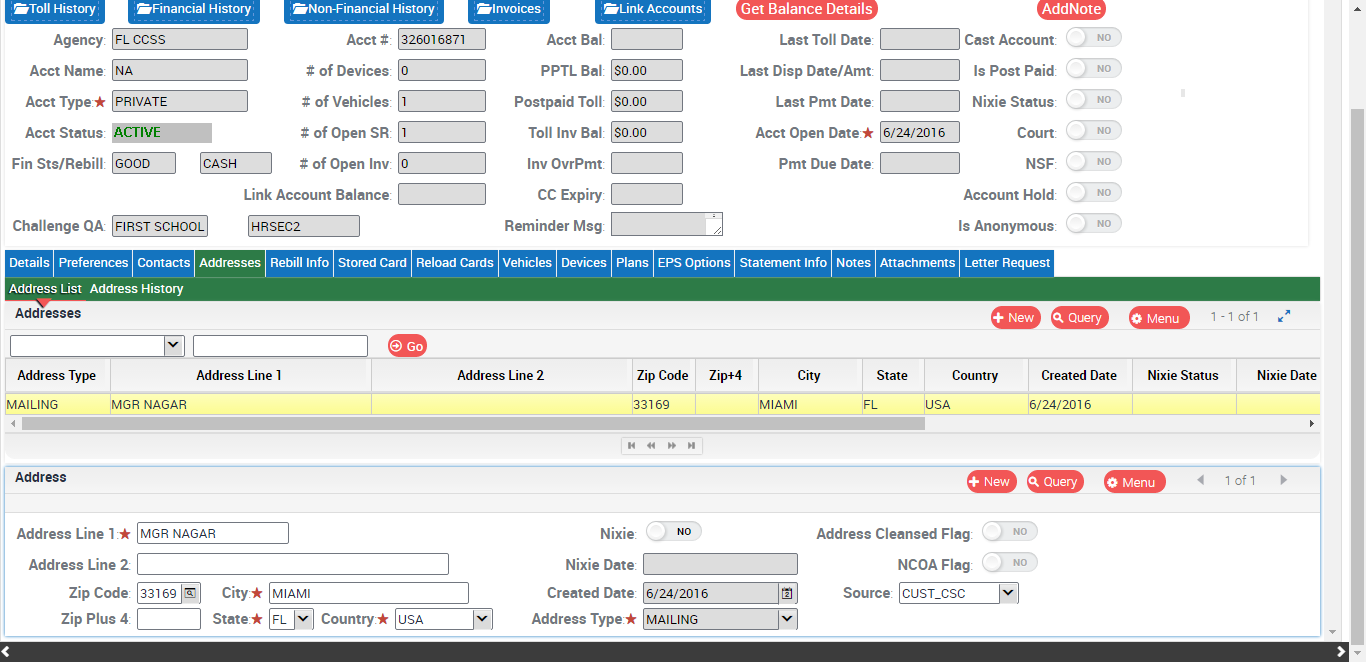 Toll History Financial History Non-Financial History Invoices Link Accounts Get Balance Details AddNote
Agency: FL CCSS Acct #: 326016871 Acct Bal: Last Toll Date: Cast Account: NO
Acct Name: NA # of Devices: 0 PPTL Bal: $0.00 Last Disp Date/Amt: Is Post Paid: NO
Acct Type:★ PRIVATE # of Vehicles: 1 Postpaid Toll: $0.00 Last Pmt Date: Nixie Status: NO
Acct Status: ACTIVE # of Open SR: 1 Toll Inv Bal: $0.00 Acct Open Date:★ 6/24/2016 Court: NO
Fin Sts/Rebill: GOOD CASH # of Open Inv: 0 Inv OvrPmt: Pmt Due Date: NSF: NO
Link Account Balance: CC Expiry: Account Hold: NO
Challenge QA: FIRST SCHOOL HRSEC2 Reminder Msg: Is Anonymous: NO
Details Preferences Contacts Addresses Rebill Info Stored Card Reload Cards Vehicles Devices Plans EPS Options Statement Info Notes Attachments Letter Request
Address List Address History
Addresses New Query Menu 1 - 1 of 1
Go
Address Type Address Line 1 Address Line 2 Zip Code Zip+4 City State Country Created Date Nixie Status Nixie Date
MAILING MGR NAGAR 33169 MIAMI FL USA 6/24/2016
Address New Query Menu 1 of 1
Address Line 1:★ MGR NAGAR Nixie: NO Address Cleansed Flag: NO
Address Line 2: Nixie Date: NCOA Flag: NO
Zip Code: 33169 City:★ MIAMI Created Date: 6/24/2016 Source: CUST_CSC
Zip Plus 4: State:★ FL Country:★ USA Address Type:★ MAILING